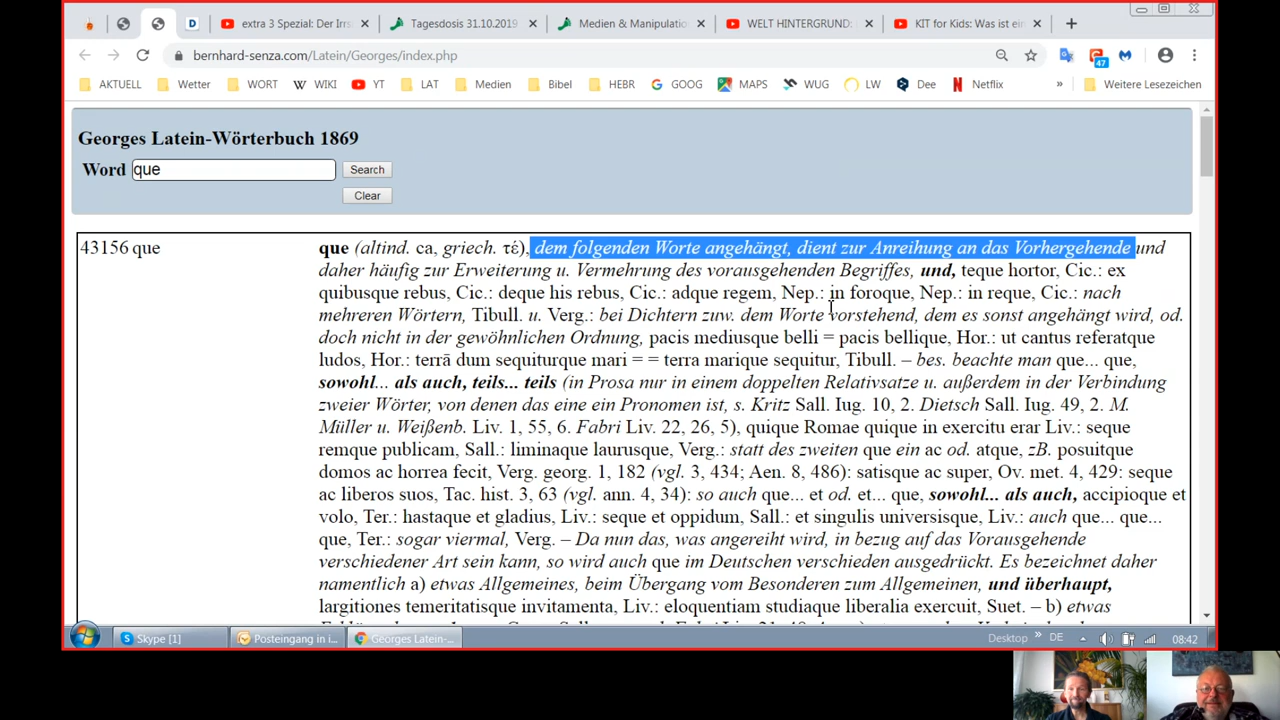 extra 3 Spezial: Der Irrs
Tagesdosis 31.10.2019
Medien & Manipulatio
WELT HINTERGRUND:
KIT for Kids: Was ist ein
bernhard-senza.com/Latein/Georges/index.php
47
AKTUELL Wetter WORT WIKI YT LAT Medien Bibel HEBR GOOG MAPS WUG LW Dee Netflix » Weitere Lesezeichen
Georges Latein-Wörterbuch 1869
Word que Search
Clear
43156 que
que (altind. ca, griech. τέ), dem folgenden Worte angehängt, dient zur Anreihung an das Vorhergehende und
daher häufig zur Erweiterung u. Vermehrung des vorausgehenden Begriffes, und, teque hortor, Cic.: ex
quibusque rebus, Cic.: deque his rebus, Cic.: adque regem, Nep.: in foroque, Nep.: in reque, Cic.: nach
mehreren Wörtern, Tibull. u. Verg.: bei Dichtern zuw. dem Worte vorstehend, dem es sonst angehängt wird, od.
doch nicht in der gewöhnlichen Ordnung, pacis mediusque belli = pacis bellique, Hor.: ut cantus referatque
ludos, Hor.: terrā dum sequiturque mari = = terra marique sequitur, Tibull. – bes. beachte man que... que,
sowohl... als auch, teils... teils (in Prosa nur in einem doppelten Relativsatze u. außerdem in der Verbindung
zweier Wörter, von denen das eine ein Pronomen ist, s. Kritz Sall. Iug. 10, 2. Dietsch Sall. Iug. 49, 2. M.
Müller u. Weißenb. Liv. 1, 55, 6. Fabri Liv. 22, 26, 5), quique Romae quique in exercitu erar Liv.: seque
remque publicam, Sall.: liminaque laurusque, Verg.: statt des zweiten que ein ac od. atque, zB. posuitque
domos ac horrea fecit, Verg. georg. 1, 182 (vgl. 3, 434; Aen. 8, 486): satisque ac super, Ov. met. 4, 429: seque
ac liberos suos, Tac. hist. 3, 63 (vgl. ann. 4, 34): so auch que... et od. et... que, sowohl... als auch, accipioque et
volo, Ter.: hastaque et gladius, Liv.: seque et oppidum, Sall.: et singulis universisque, Liv.: auch que... que...
que, Ter.: sogar viermal, Verg. – Da nun das, was angereiht wird, in bezug auf das Vorausgehende
verschiedener Art sein kann, so wird auch que im Deutschen verschieden ausgedrückt. Es bezeichnet daher
namentlich a) etwas Allgemeines, beim Übergang vom Besonderen zum Allgemeinen, und überhaupt,
largitiones temeritatisque invitamenta, Liv.: eloquentiam studiaque liberalia exercuit, Suet. – b) etwas
Skype [1] Posteingang in i... Georges Latein-... Desktop » DE 08:42